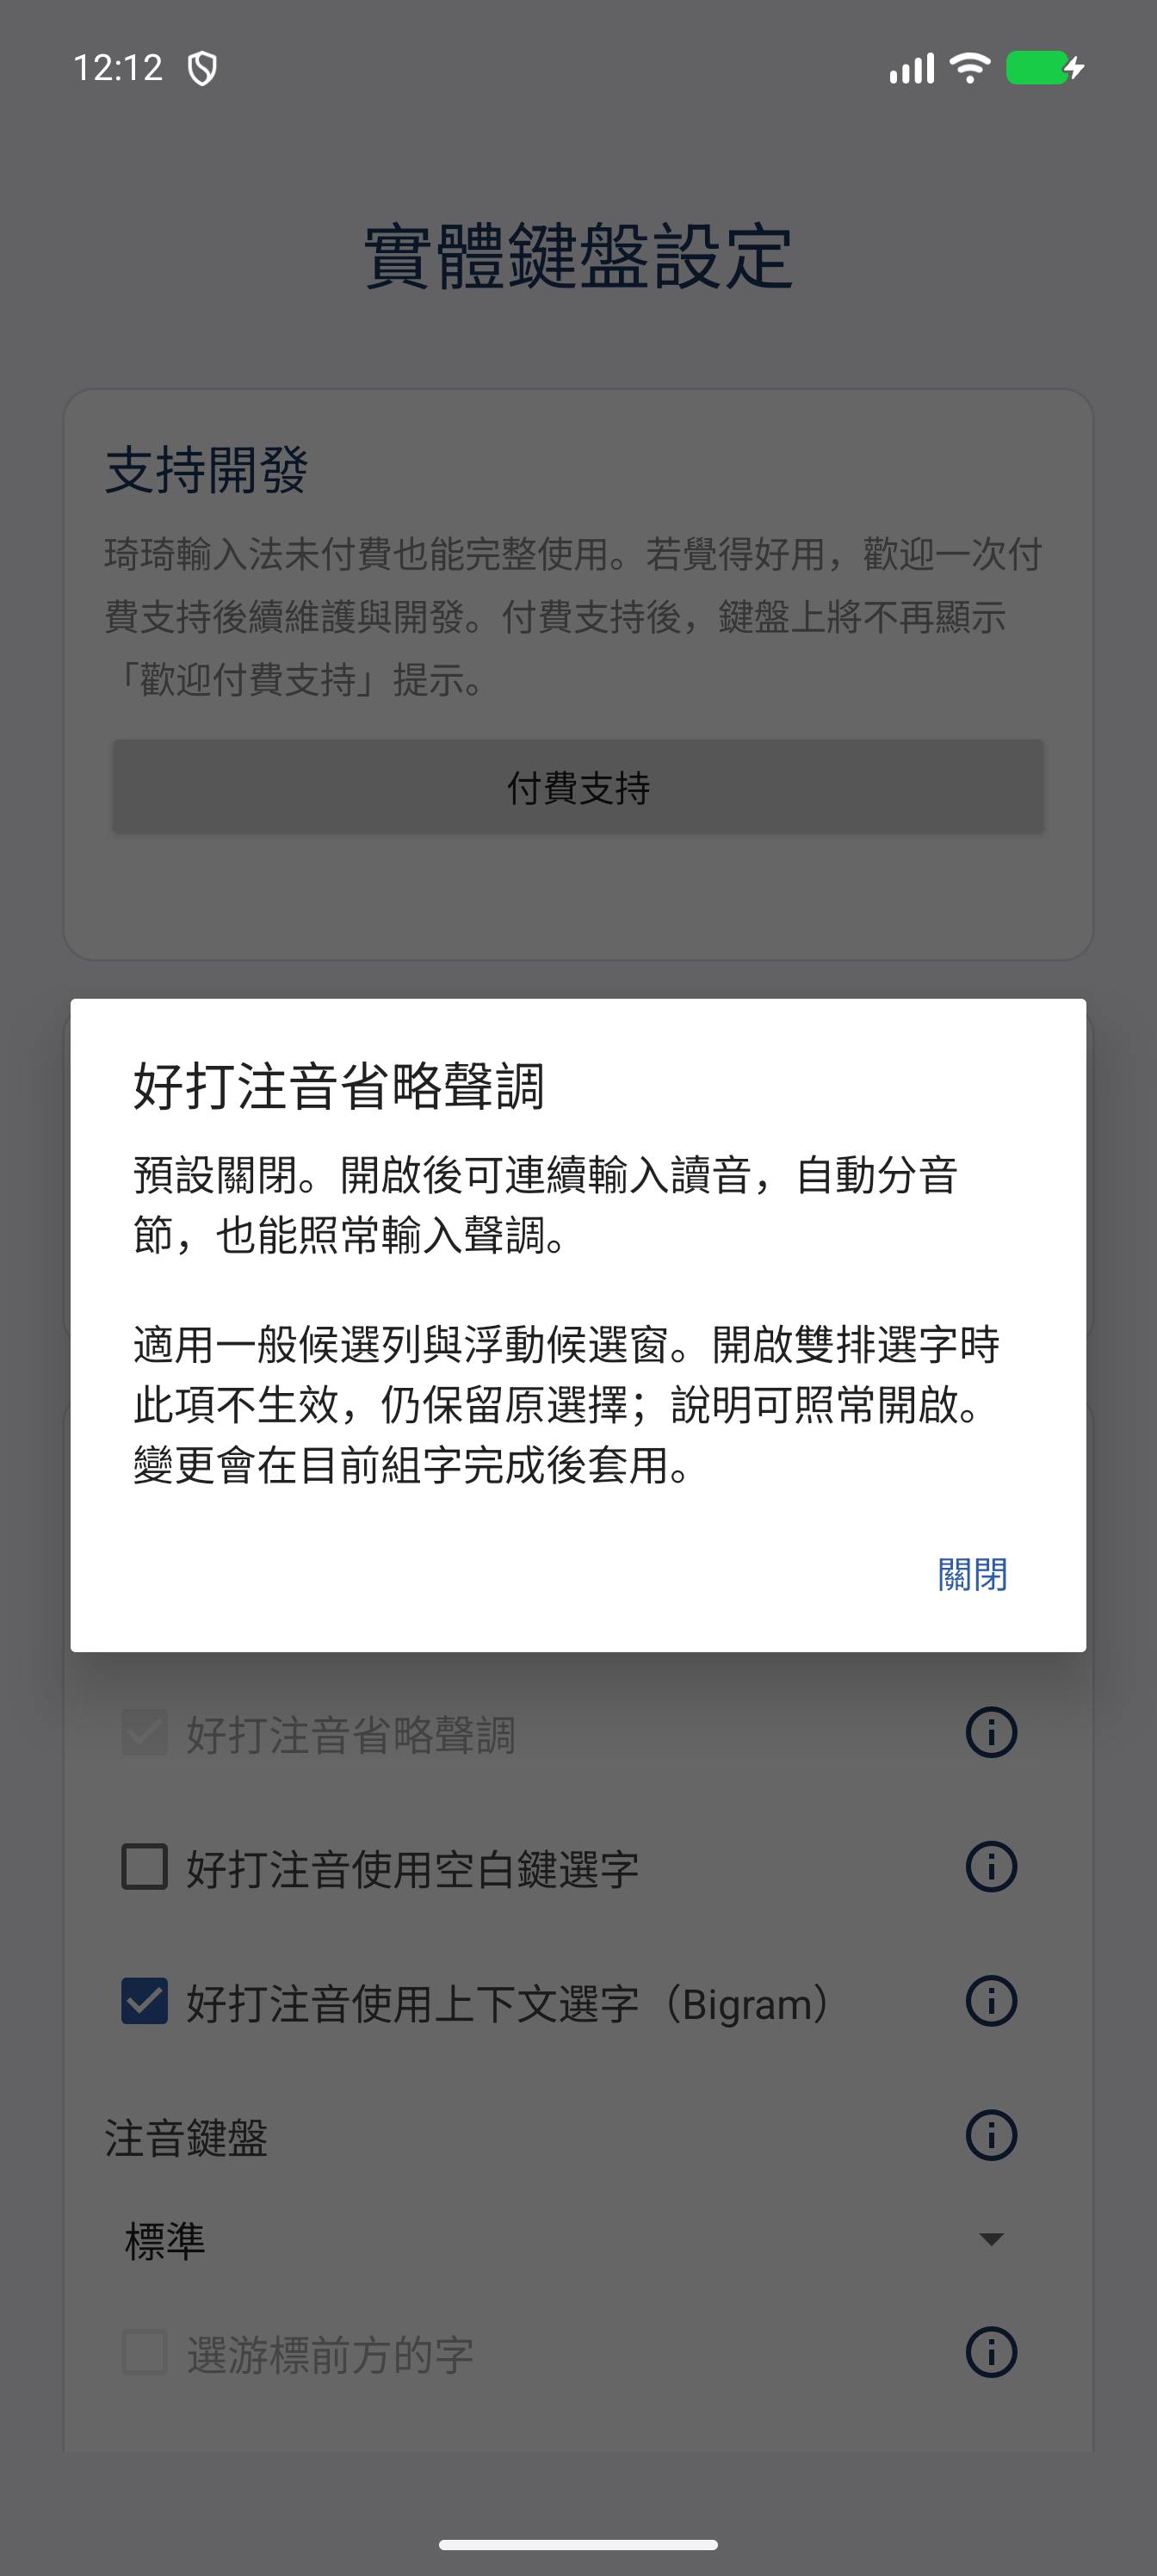 12:12
實體鍵盤設定
支持開發
琦琦輸入法未付費也能完整使用。若覺得好用，歡迎一次付
費支持後續維護與開發。付費支持後，鍵盤上將不再顯示
「歡迎付費支持」提示。
付費支持
好打注音省略聲調
預設關閉。開啟後可連續輸入讀音，自動分音
節，也能照常輸入聲調。
適用一般候選列與浮動候選窗。開啟雙排選字時
此項不生效，仍保留原選擇；說明可照常開啟。
變更會在目前組字完成後套用。
關閉
好打注音省略聲調
好打注音使用空白鍵選字
好打注音使用上下文選字（Bigram）
注音鍵盤
標準
選游標前方的字